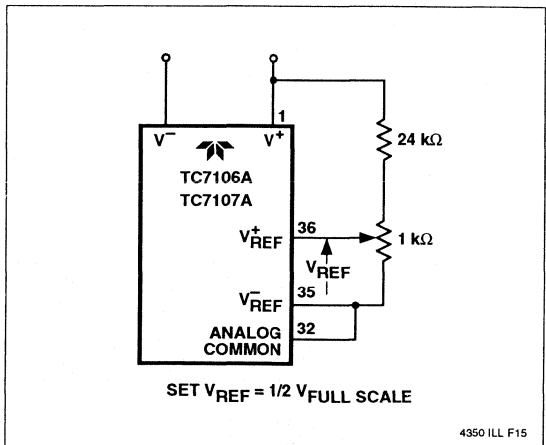 1
V⁻ V⁺
TC7106A
TC7107A
24 kΩ
V⁺REF 36
1 kΩ
VREF
V⁻REF 35
ANALOG COMMON 32
SET VREF = 1/2 VFULL SCALE
4350 ILL F15